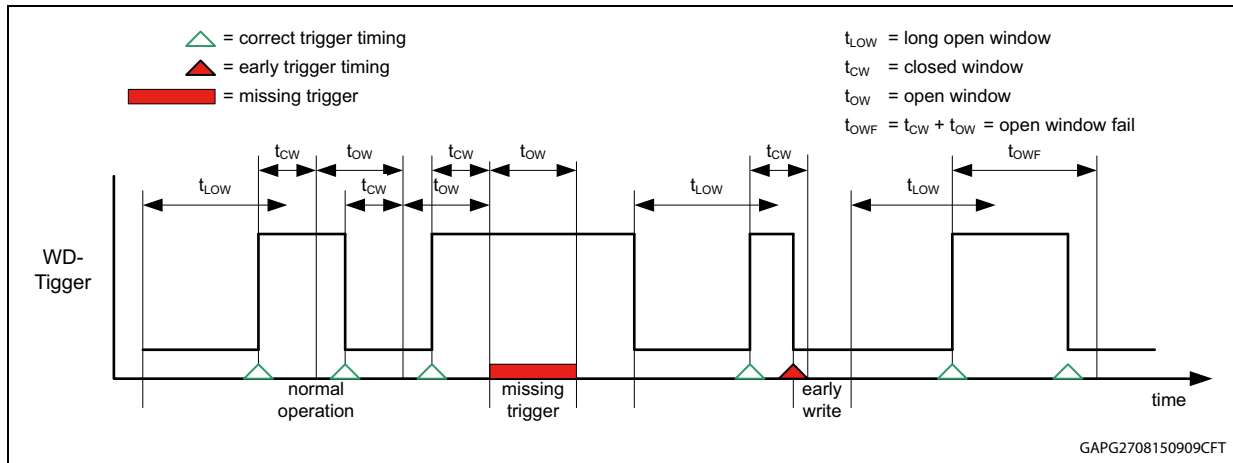 = correct trigger timing
= early trigger timing
= missing trigger
tLOW = long open window
tCW = closed window
tOW = open window
tOWF = tCW + tOW = open window fail
tCW tOW tCW tOW tCW tOWF
tLOW tCW tOW tLOW tLOW
WD-
Tigger
normal
operation
missing
trigger
early
write
time
GAPG2708150909CFT